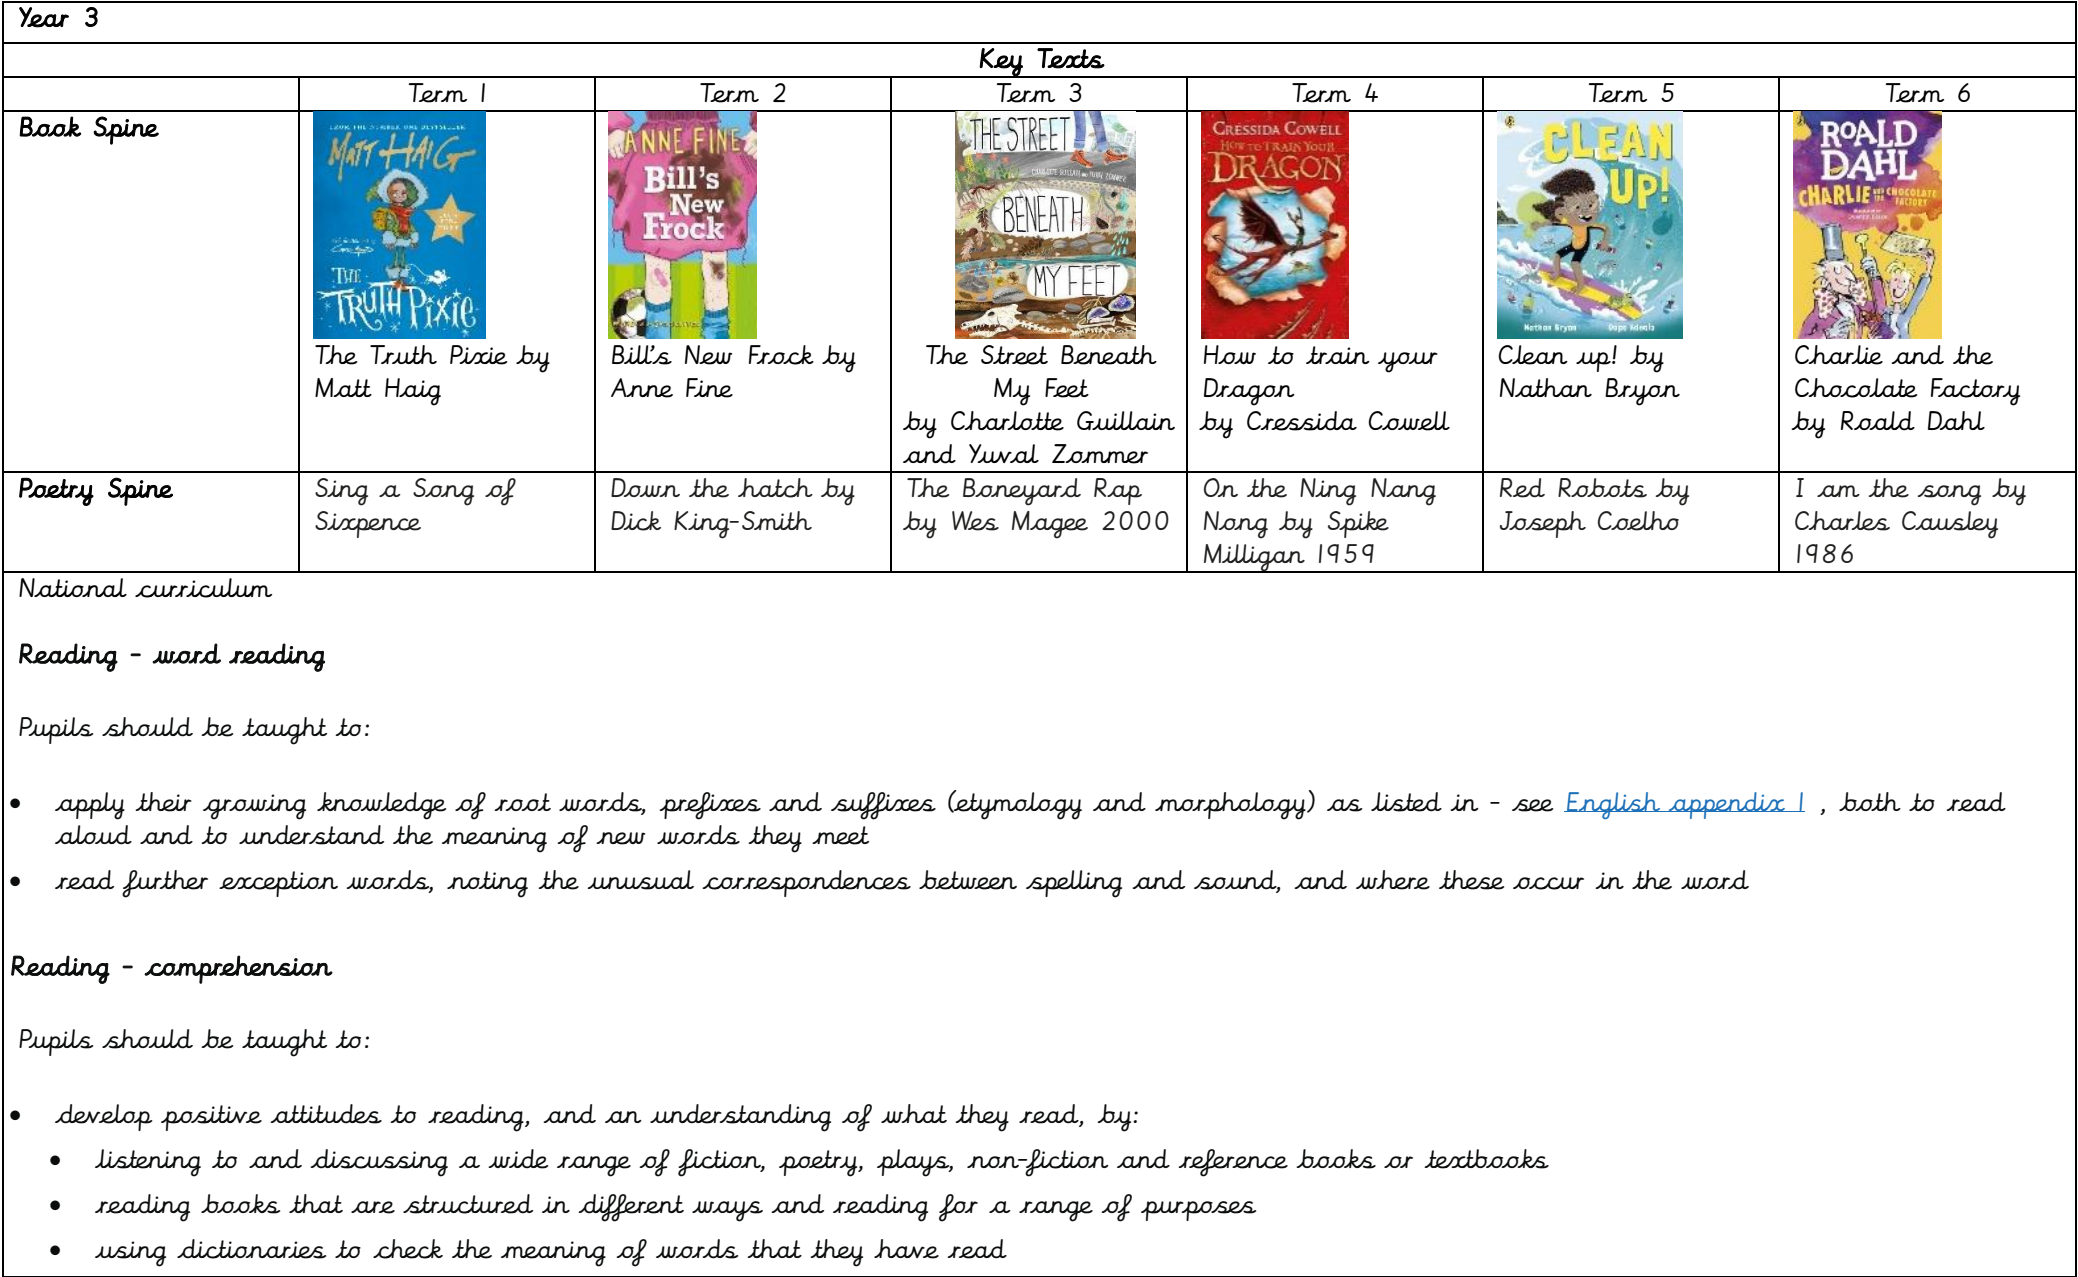 Year 3
Key Texts
Term 1
Term 2
Term 3
Term 4
Term 5
Term 6
Book Spine
MATT HAIG
THE
TRUTH PIXIE
The Truth Pixie by
Matt Haig
ANNE FINE
Bill's
New
Frock
Bill's New Frock by
Anne Fine
THE STREET
BENEATH
MY FEET
The Street Beneath
My Feet
by Charlotte Guillain
and Yuval Zommer
CRESSIDA COWELL
HOW TO TRAIN YOUR
DRAGON
How to train your
Dragon
by Cressida Cowell
CLEAN
UP!
Nathan Bryon Dapo Adeola
Clean up! by
Nathan Bryon
ROALD
DAHL
CHARLIE AND THE CHOCOLATE
FACTORY
Charlie and the
Chocolate Factory
by Roald Dahl
Poetry Spine
Sing a Song of
Sixpence
Down the hatch by
Dick King-Smith
The Boneyard Rap
by Wes Magee 2000
On the Ning Nang
Nong by Spike
Milligan 1959
Red Robots by
Joseph Coelho
I am the song by
Charles Causley
1986
National curriculum
Reading - word reading
Pupils should be taught to:
• apply their growing knowledge of root words, prefixes and suffixes (etymology and morphology) as listed in - see English appendix 1 , both to read
aloud and to understand the meaning of new words they meet
• read further exception words, noting the unusual correspondences between spelling and sound, and where these occur in the word
Reading - comprehension
Pupils should be taught to:
• develop positive attitudes to reading, and an understanding of what they read, by:
• listening to and discussing a wide range of fiction, poetry, plays, non-fiction and reference books or textbooks
• reading books that are structured in different ways and reading for a range of purposes
• using dictionaries to check the meaning of words that they have read